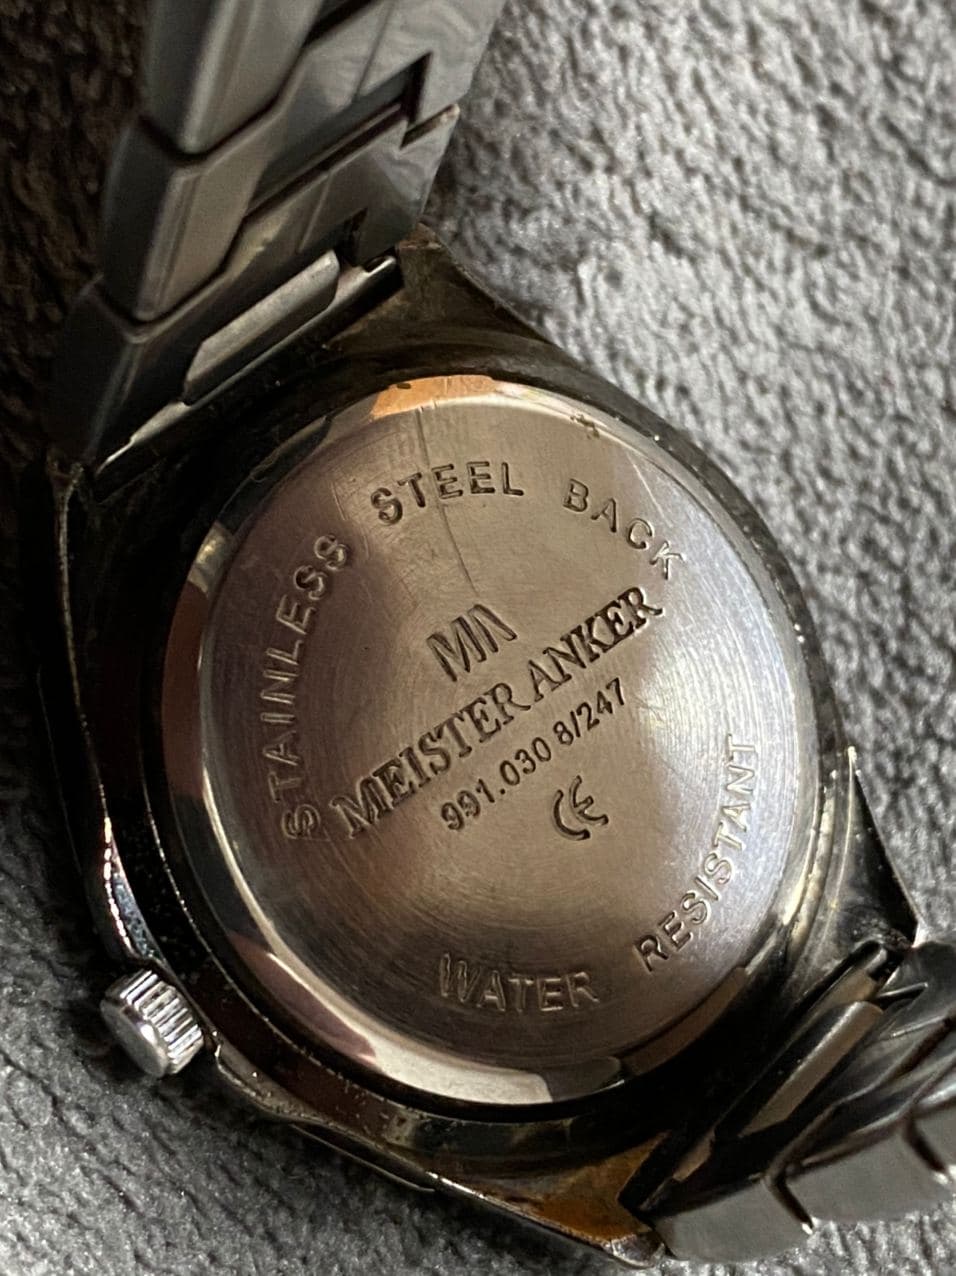 STAINLESS STEEL BACK
MA
MEISTER ANKER
991.030 8/247
CE
WATER RESISTANT